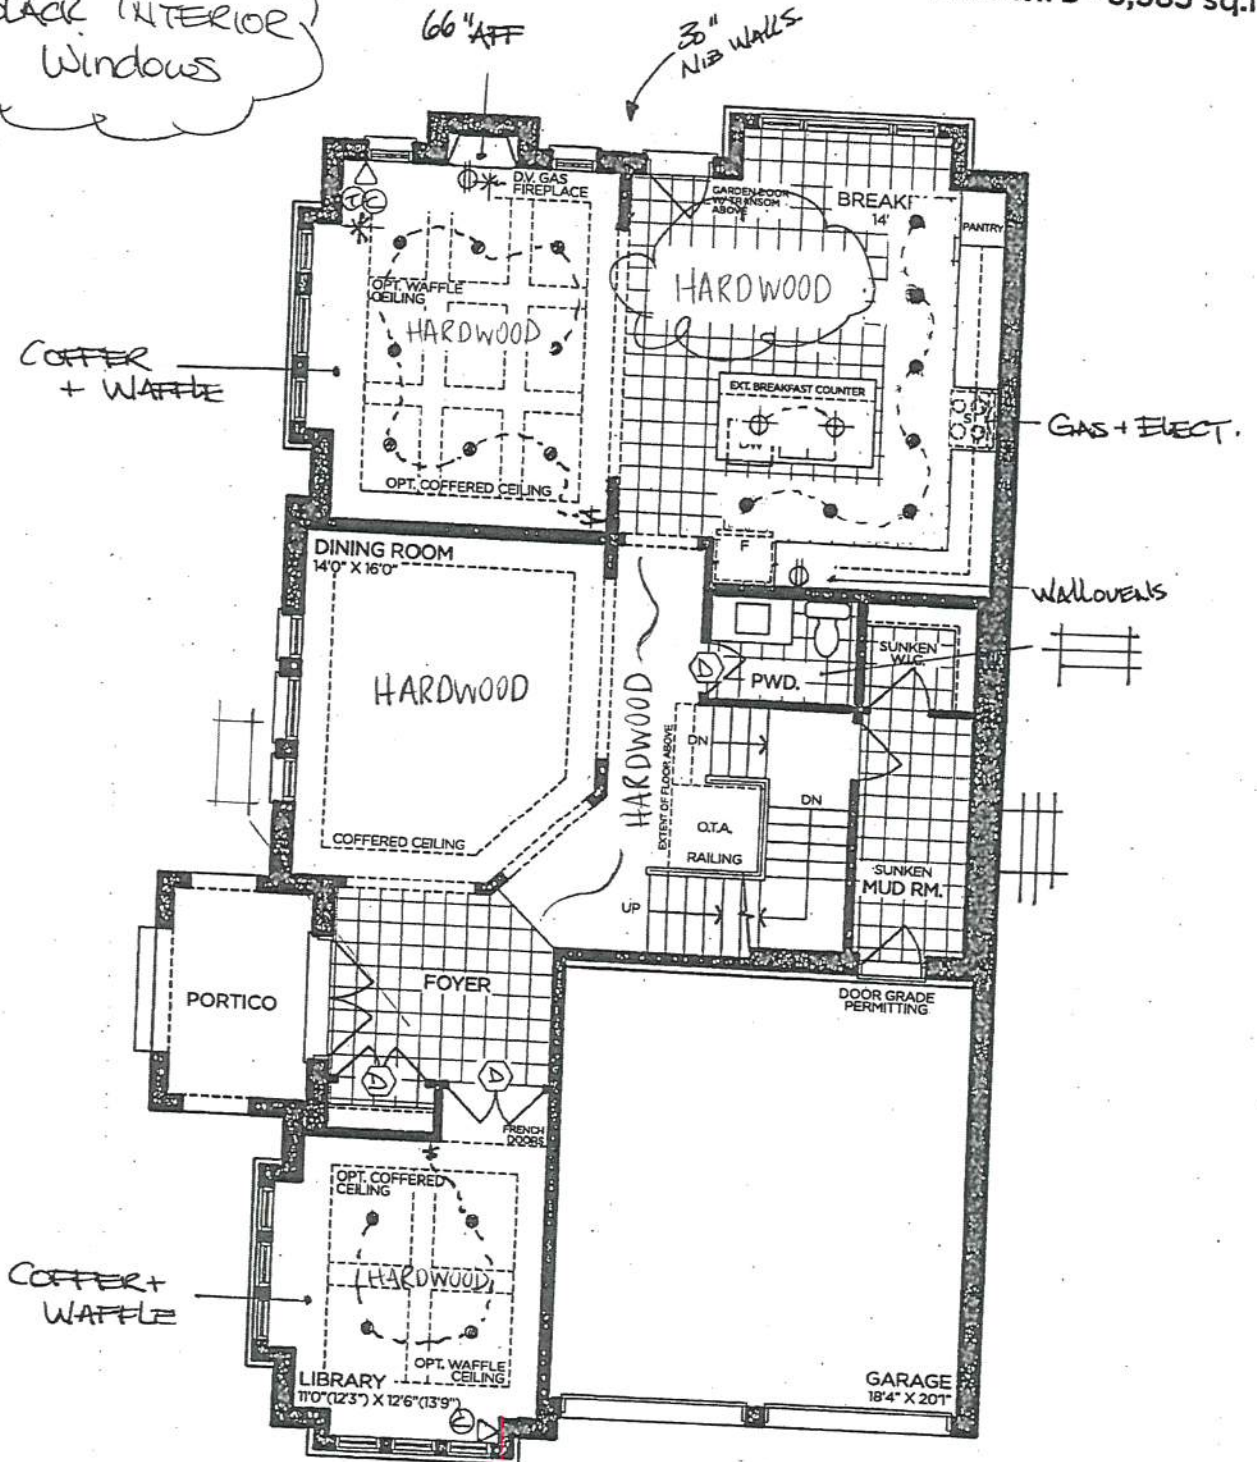 BLACK INTERIOR
Windows
66" AFF
30"
NIB WALLS
3,585 sq.f
D.V. GAS
FIREPLACE
GARDEN DOOR
W/ TRANSOM
ABOVE
BREAKF
14'
PANTRY
T C
OPT. WAFFLE
CEILING
HARDWOOD
HARDWOOD
COFFER
+ WAFFLE
EXT. BREAKFAST COUNTER
DW
GAS + ELECT.
OPT. COFFERED CEILING
F
DINING ROOM
14'0" X 16'0"
WALLOVENS
SUNKEN
W.I.C.
D
PWD.
HARDWOOD
HARDWOOD
EXTENT OF FLOOR ABOVE
DN
DN
O.T.A.
RAILING
COFFERED CEILING
SUNKEN
MUD RM.
UP
FOYER
PORTICO
DOOR GRADE
PERMITTING
D
D
FRENCH
DOORS
OPT. COFFERED
CEILING
HARDWOOD
COFFER +
WAFFLE
OPT. WAFFLE
CEILING
LIBRARY
11'0"(12'3") X 12'6"(13'9")
GARAGE
18'4" X 20'1"